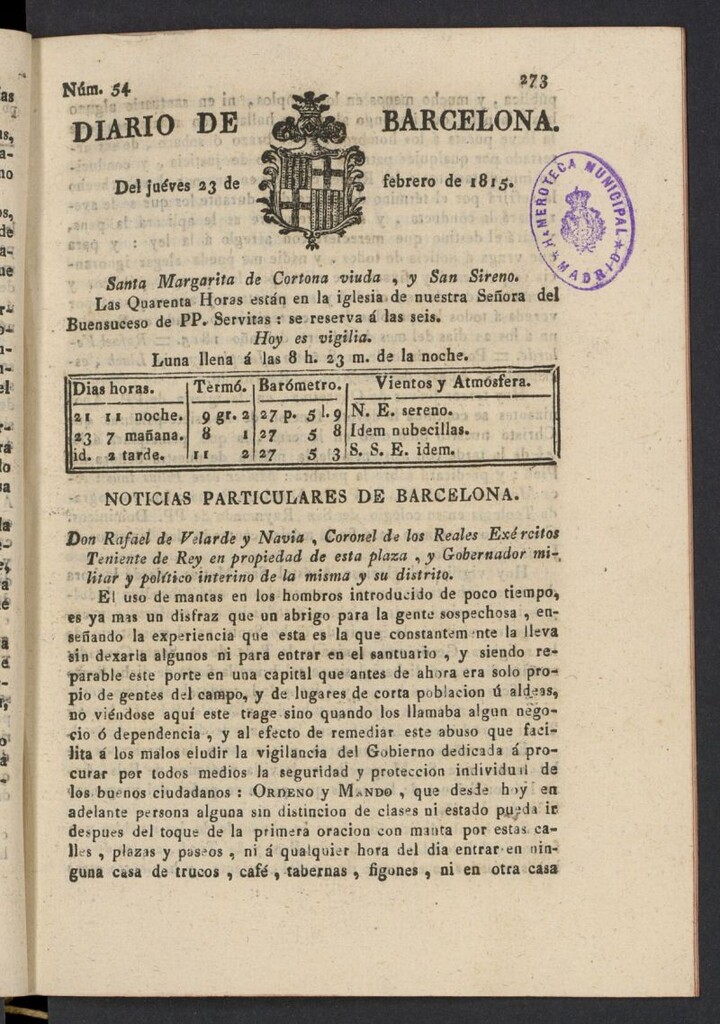 Núm. 54
273
DIARIO DE BARCELONA.
Del juéves 23 de febrero de 1815.
HEMEROTECA MUNICIPAL
MADRID
Santa Margarita de Cortona viuda , y San Sireno.
Las Quarenta Horas están en la iglesia de nuestra Señora del
Buensuceso de PP. Servitas : se reserva á las seis.
Hoy es vigilia.
Luna llena á las 8 h. 23 m. de la noche.
Dias horas. Termó. Barómetro. Vientos y Atmósfera.
21 11 noche. 9 gr. 2 27 p. 5 l. 9 N. E. sereno.
23 7 mañana. 8 1 27 5 8 Idem nubecillas.
id. 2 tarde. 11 2 27 5 3 S. S. E. idem.
NOTICIAS PARTICULARES DE BARCELONA.
Don Rafael de Velarde y Navia , Coronel de los Reales Exércitos
Teniente de Rey en propiedad de esta plaza , y Gobernador mi-
litar y político interino de la misma y su distrito.
El uso de mantas en los hombros introducido de poco tiempo,
es ya mas un disfraz que un abrigo para la gente sospechosa , en-
señando la experiencia que esta es la que constantemente la lleva
sin dexarla algunos ni para entrar en el santuario , y siendo re-
parable este porte en una capital que antes de ahora era solo pro-
pio de gentes del campo, y de lugares de corta poblacion ú aldeas,
no viéndose aquí este trage sino quando los llamaba algun nego-
cio ó dependencia , y al efecto de remediar este abuso que faci-
lita á los malos eludir la vigilancia del Gobierno dedicada á pro-
curar por todos medios la seguridad y proteccion individual de
los buenos ciudadanos : ORDENO y MANDO , que desde hoy en
adelante persona alguna sin distincion de clases ni estado pueda ir
despues del toque de la primera oracion con manta por estas ca-
lles , plazas y paseos , ni á qualquier hora del dia entrar en nin-
guna casa de trucos , café , tabernas , figones , ni en otra casa